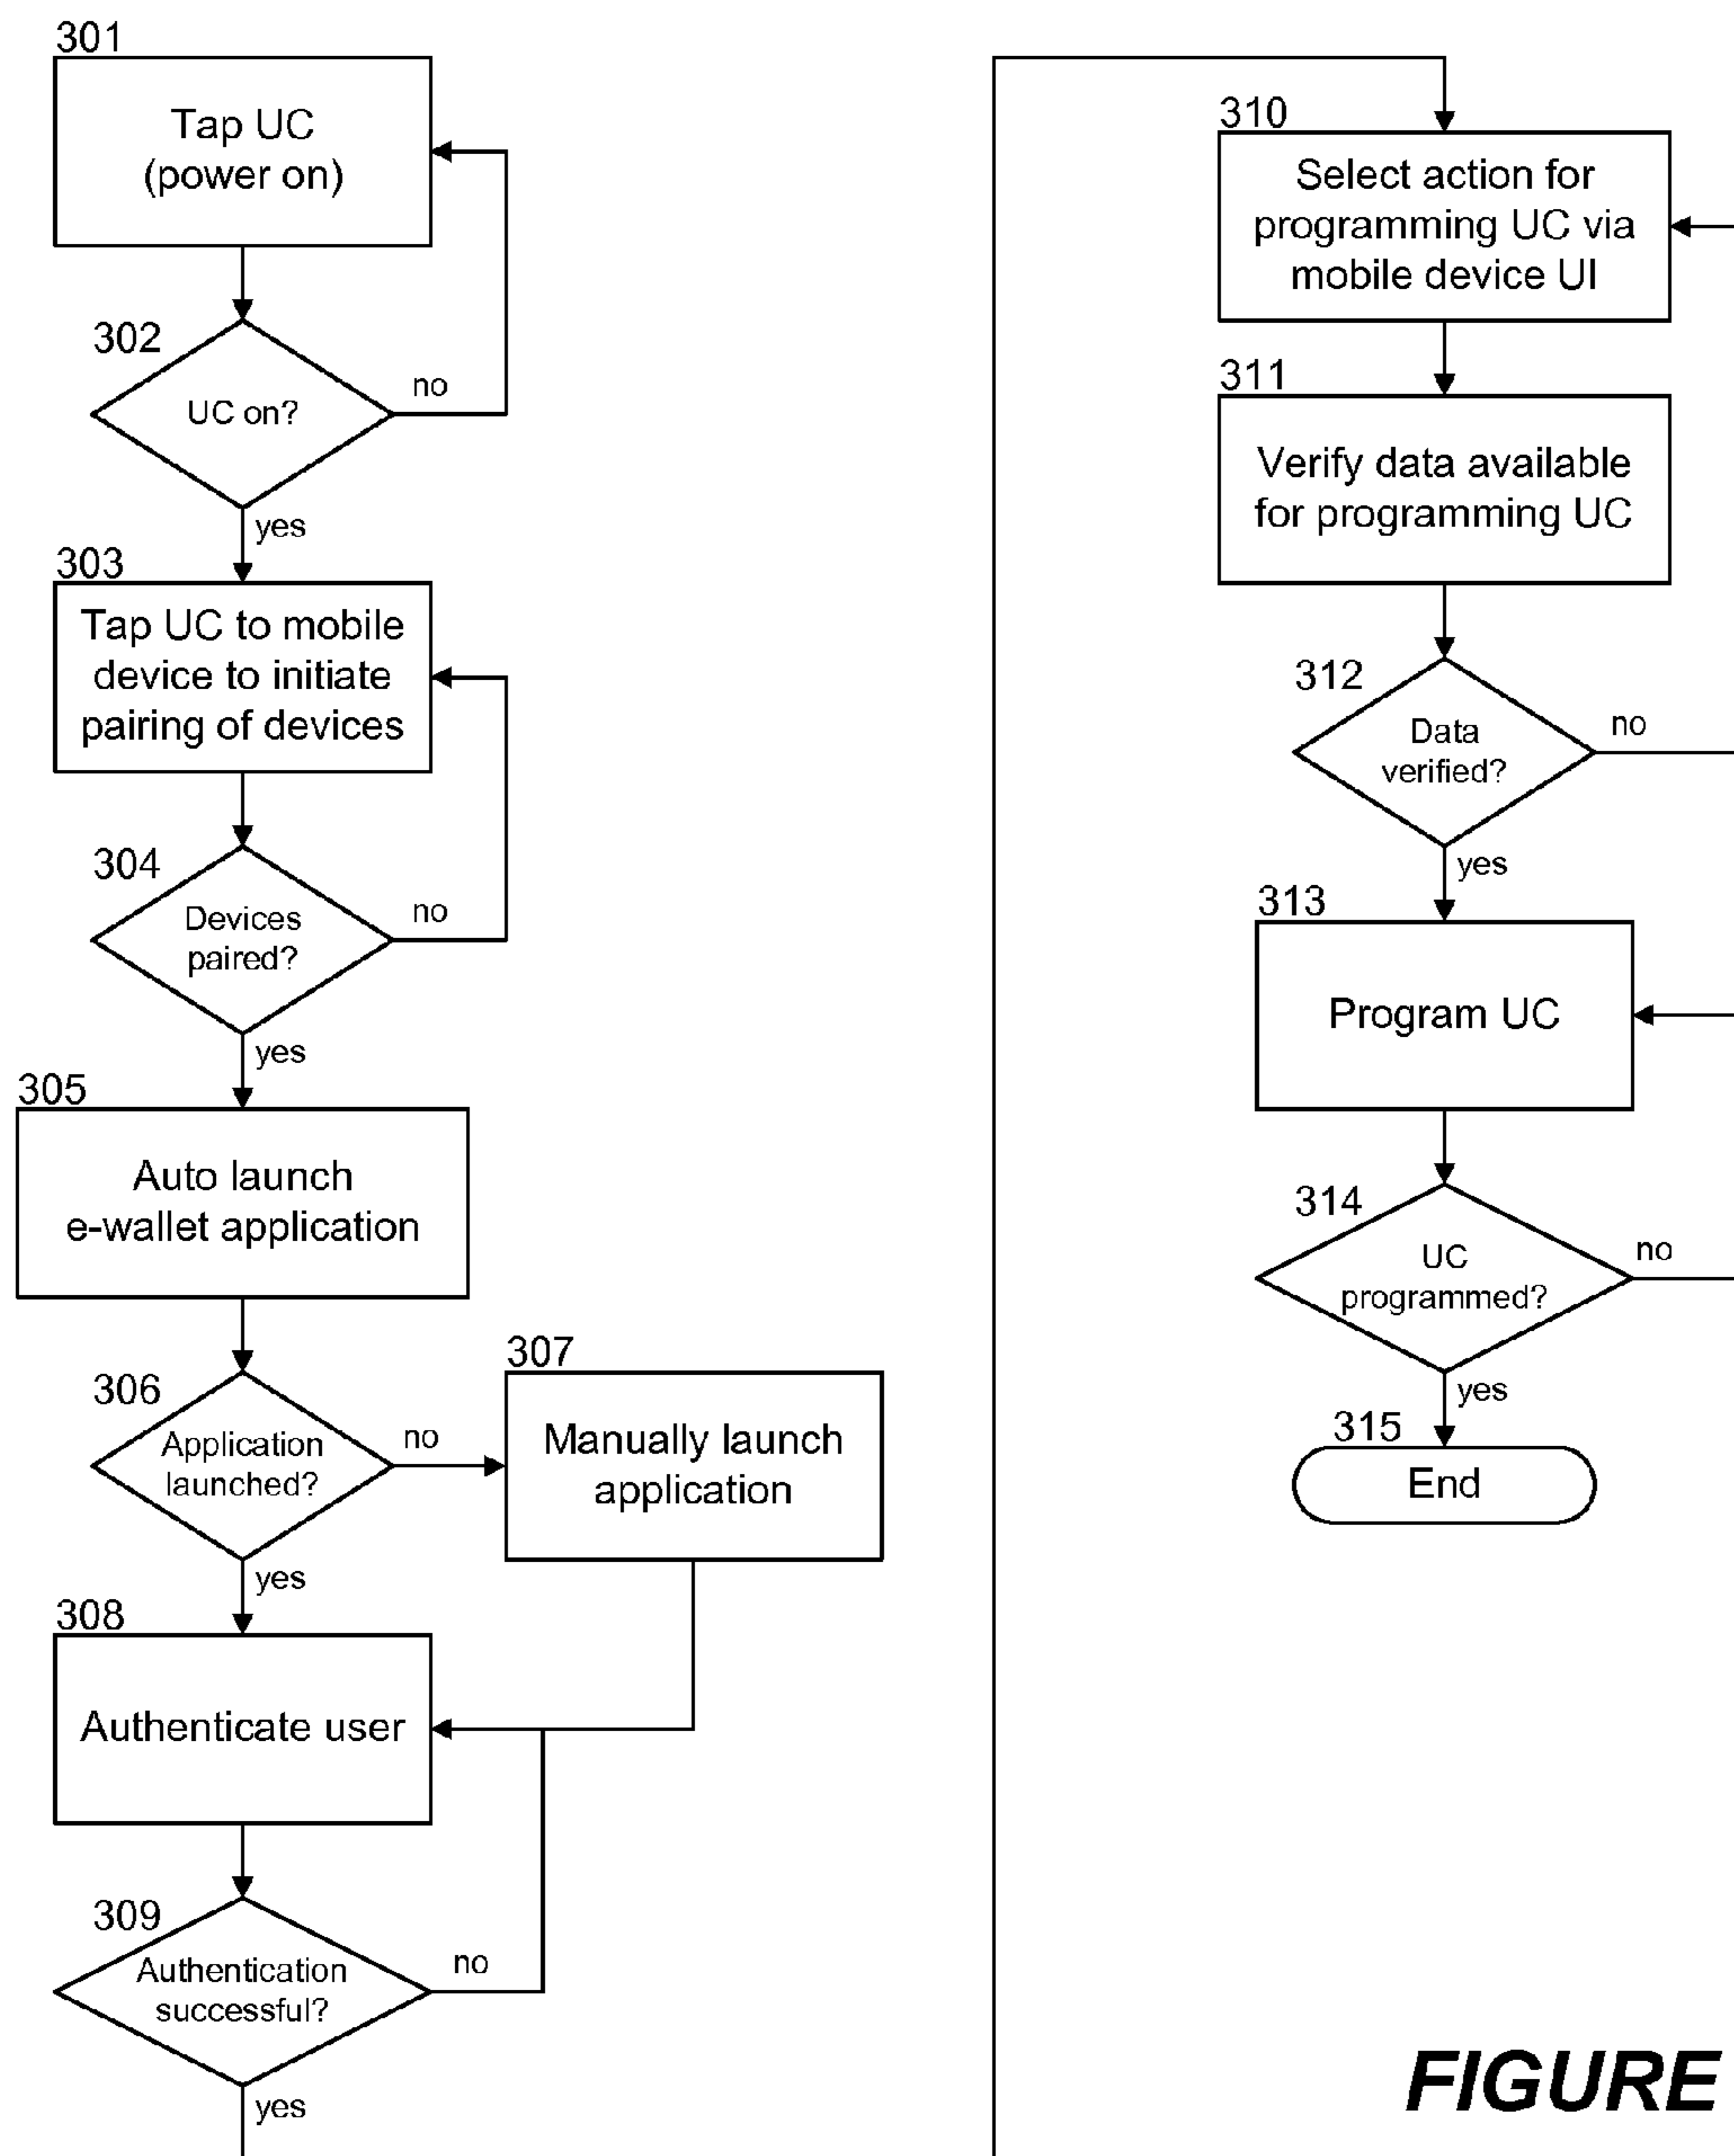 301
Tap UC
(power on)
302
UC on?
no
yes
303
Tap UC to mobile
device to initiate
pairing of devices
304
Devices
paired?
no
yes
305
Auto launch
e-wallet application
306
Application
launched?
no
yes
307
Manually launch
application
308
Authenticate user
309
Authentication
successful?
no
yes
310
Select action for
programming UC via
mobile device UI
311
Verify data available
for programming UC
312
Data
verified?
no
yes
313
Program UC
314
UC
programmed?
no
yes
315
End
FIGURE